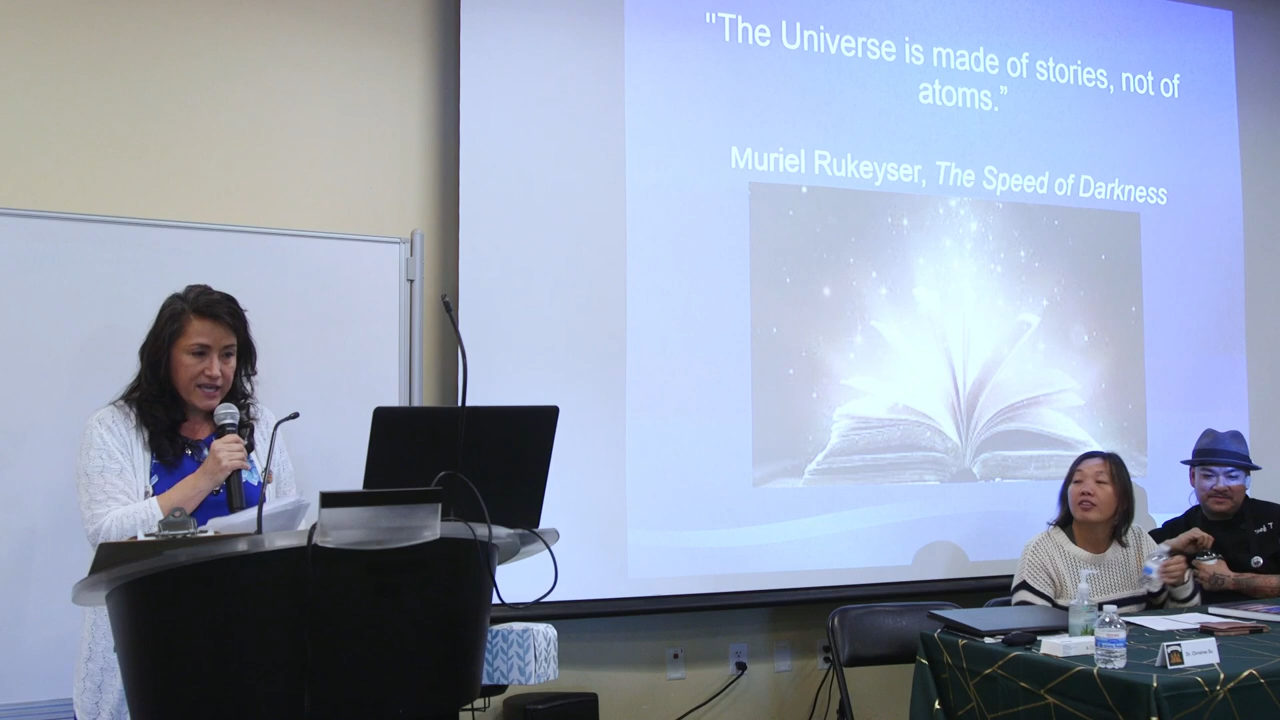 "The Universe is made of stories, not of
atoms.”
Muriel Rukeyser, The Speed of Darkness